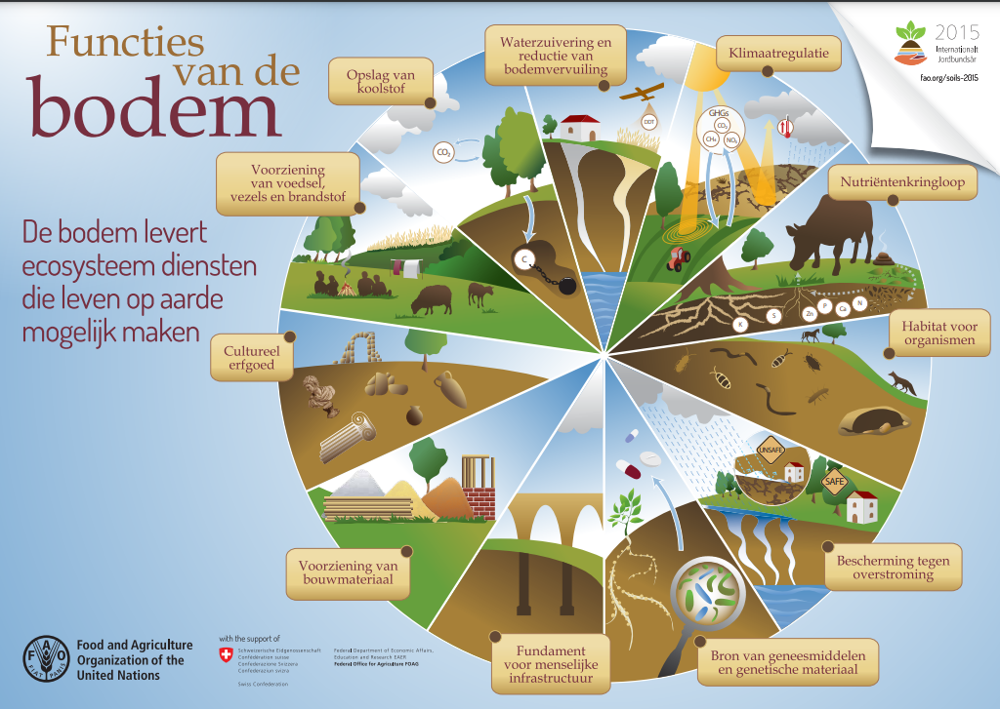 Functies
van de
bodem
De bodem levert
ecosysteem diensten
die leven op aarde
mogelijk maken
2015
Internationalt
Jordbundsår
fao.org/soils-2015
Opslag van
koolstof
Waterzuivering en
reductie van
bodemvervuiling
Klimaatregulatie
Nutriëntenkringloop
Habitat voor
organismen
Bescherming tegen
overstroming
Bron van geneesmiddelen
en genetische materiaal
Fundament
voor menselijke
infrastructuur
Voorziening van
bouwmateriaal
Cultureel
erfgoed
Voorziening
van voedsel,
vezels en brandstof
CO₂
C
DDT
GHGs
CO₂
CH₄
NOₓ
K
S
Zn
P
Ca
N
UNSAFE
SAFE
FAO
FIAT PANIS
Food and Agriculture
Organization of the
United Nations
with the support of
Schweizerische Eidgenossenschaft
Confédération suisse
Confederazione Svizzera
Confederaziun svizra
Swiss Confederation
Federal Department of Economic Affairs,
Education and Research EAER
Federal Office for Agriculture FOAG